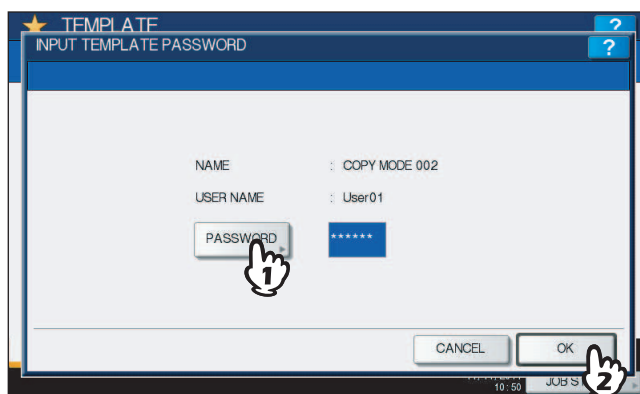 TEMPLATE ?
INPUT TEMPLATE PASSWORD ?
NAME : COPY MODE 002
USER NAME : User01
PASSWORD ******
1
CANCEL OK
2
10:50 JOB S